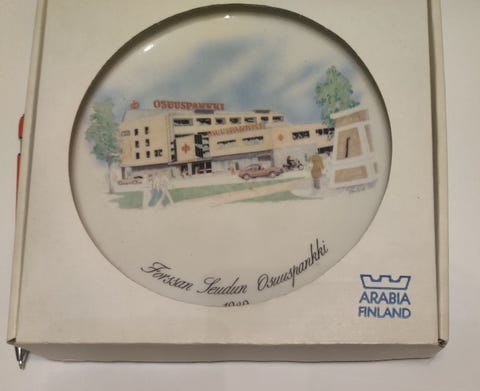 OSUUSPANKKI
OSUUSPANKKI
Forssan Seudun Osuuspankki
ARABIA
FINLAND